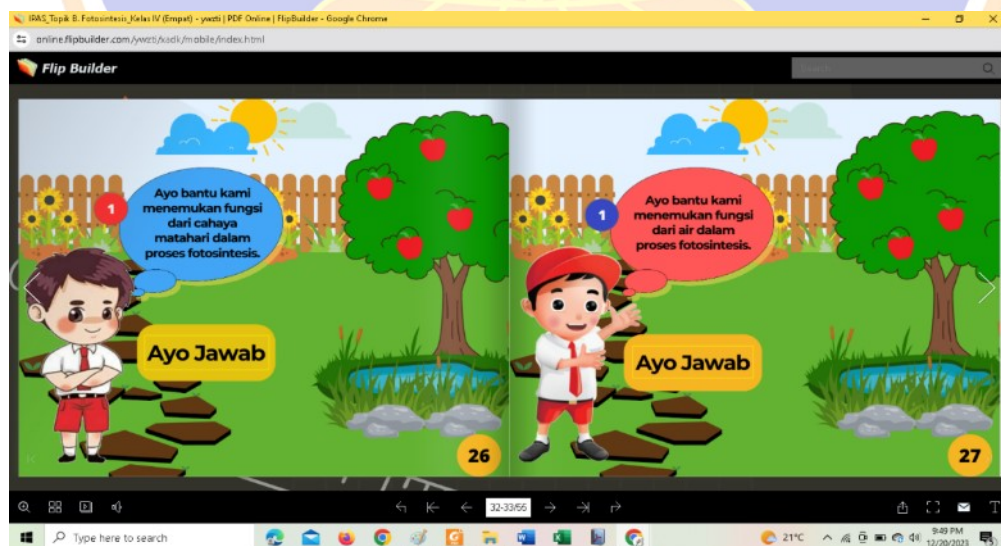 IPAS_Topik B. Fotosintesis_Kelas IV (Empat) - ywzti | PDF Online | FlipBuilder - Google Chrome
online.flipbuilder.com/ywzti/xadk/mobile/index.html
Flip Builder
Search
1
Ayo bantu kami
menemukan fungsi
dari cahaya
matahari dalam
proses fotosintesis.
Ayo Jawab
26
1
Ayo bantu kami
menemukan fungsi
dari air dalam
proses fotosintesis.
Ayo Jawab
27
32-33/55
Type here to search
21°C
9:49 PM
12/20/2023